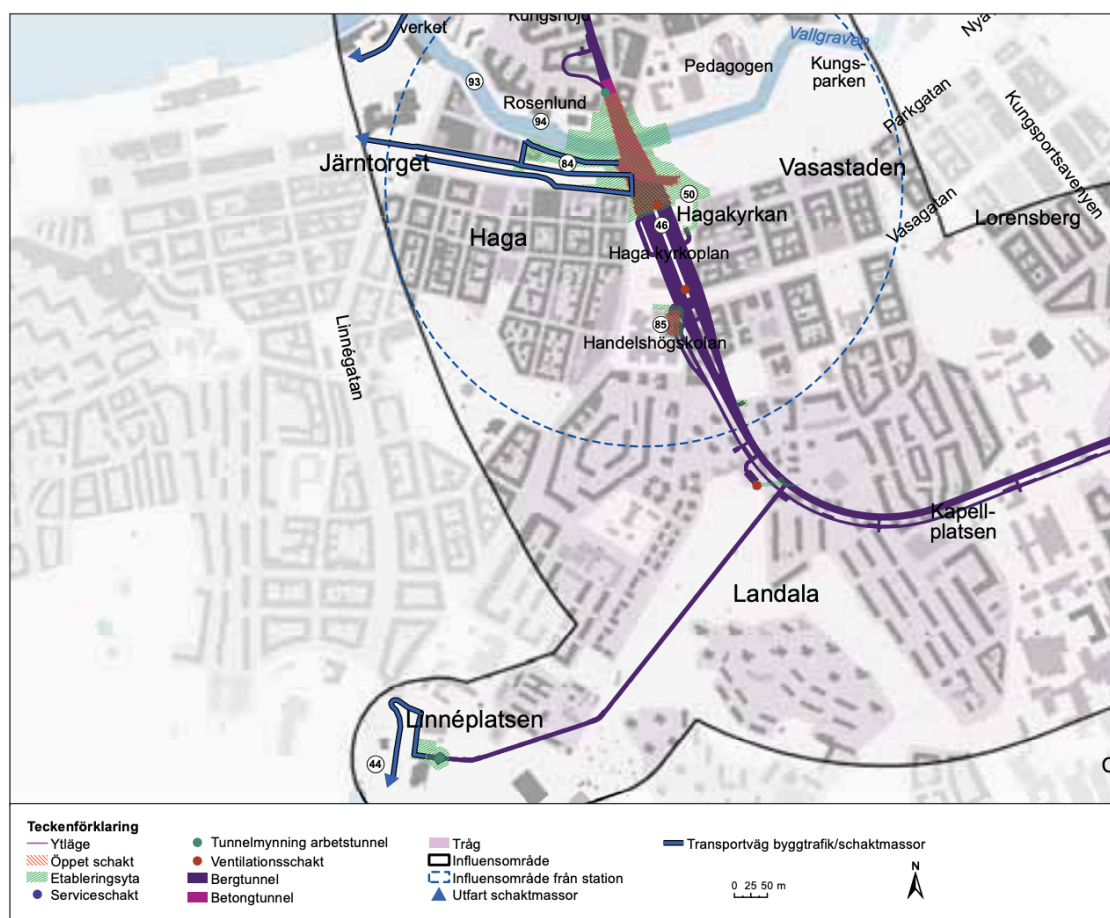 Kungshöjd
verket
Vallgraven
Nya
Pedagogen
Kungs-
parken
93
Rosenlund
94
Parkgatan
Kungsportsavenyen
Järntorget
84
Vasastaden
50
Hagakyrkan
Vasagatan
Lorensberg
46
Haga
Haga kyrkoplan
85
Handelshögskolan
Linnégatan
Kapell-
platsen
Landala
Linnéplatsen
44
Teckenförklaring
Ytläge
Öppet schakt
Etableringsyta
Serviceschakt
Tunnelmynning arbetstunnel
Ventilationsschakt
Bergtunnel
Betongtunnel
Tråg
Influensområde
Influensområde från station
Utfart schaktmassor
Transportväg byggtrafik/schaktmassor
0 25 50 m
N